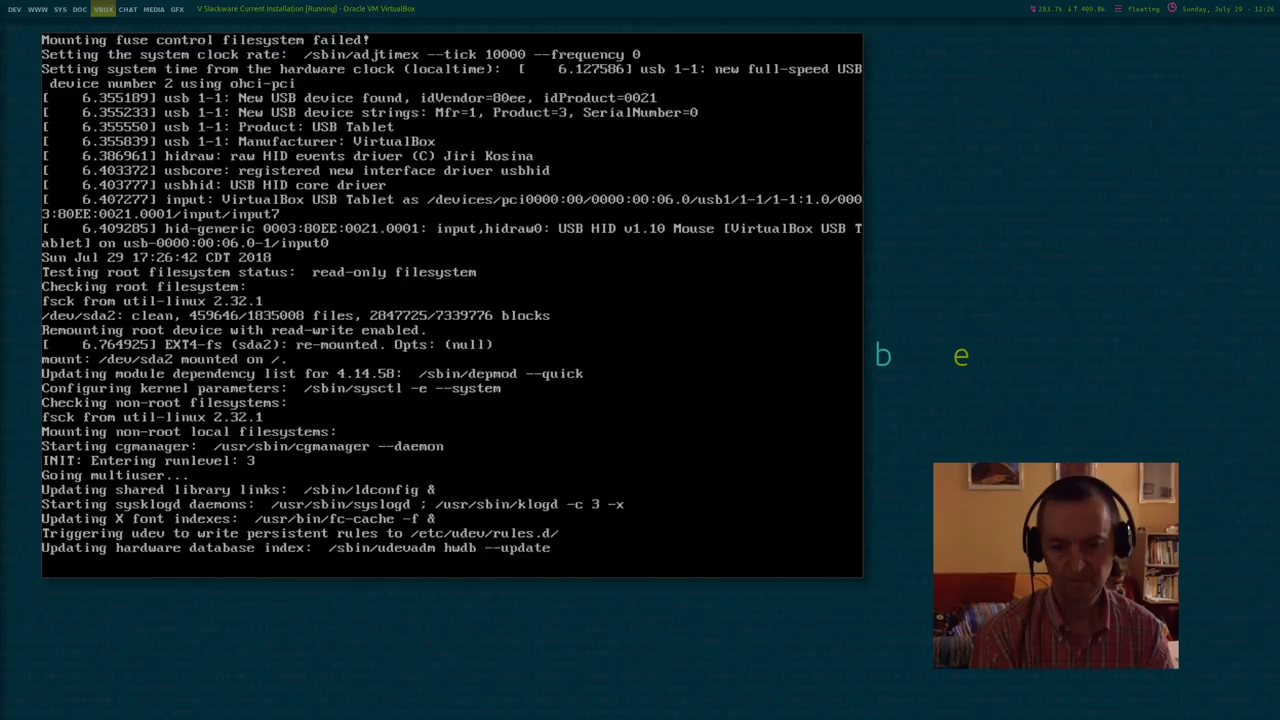 DEV WWW SYS DOC VBOX CHAT MEDIA GFX V Slackware Current Installation [Running] - Oracle VM VirtualBox 283.7k ↓↑ 409.8k floating Sunday, July 29 - 12:26
Mounting fuse control filesystem failed!
Setting the system clock rate:  /sbin/adjtimex --tick 10000 --frequency 0
Setting system time from the hardware clock (localtime):  [    6.127586] usb 1-1: new full-speed USB
 device number 2 using ohci-pci
[    6.355189] usb 1-1: New USB device found, idVendor=80ee, idProduct=0021
[    6.355233] usb 1-1: New USB device strings: Mfr=1, Product=3, SerialNumber=0
[    6.355550] usb 1-1: Product: USB Tablet
[    6.355839] usb 1-1: Manufacturer: VirtualBox
[    6.386961] hidraw: raw HID events driver (C) Jiri Kosina
[    6.403372] usbcore: registered new interface driver usbhid
[    6.403777] usbhid: USB HID core driver
[    6.407277] input: VirtualBox USB Tablet as /devices/pci0000:00/0000:00:06.0/usb1/1-1/1-1:1.0/000
3:80EE:0021.0001/input/input7
[    6.409285] hid-generic 0003:80EE:0021.0001: input,hidraw0: USB HID v1.10 Mouse [VirtualBox USB T
ablet] on usb-0000:00:06.0-1/input0
Sun Jul 29 17:26:42 CDT 2018
Testing root filesystem status:  read-only filesystem
Checking root filesystem:
fsck from util-linux 2.32.1
/dev/sda2: clean, 459646/1835008 files, 2847725/7339776 blocks
Remounting root device with read-write enabled.
[    6.764925] EXT4-fs (sda2): re-mounted. Opts: (null)
mount: /dev/sda2 mounted on /.
Updating module dependency list for 4.14.58:  /sbin/depmod --quick
Configuring kernel parameters:  /sbin/sysctl -e --system
Checking non-root filesystems:
fsck from util-linux 2.32.1
Mounting non-root local filesystems:
Starting cgmanager:  /usr/sbin/cgmanager --daemon
INIT: Entering runlevel: 3
Going multiuser...
Updating shared library links:  /sbin/ldconfig &
Starting sysklogd daemons:  /usr/sbin/syslogd ; /usr/sbin/klogd -c 3 -x
Updating X font indexes:  /usr/bin/fc-cache -f &
Triggering udev to write persistent rules to /etc/udev/rules.d/
Updating hardware database index:  /sbin/udevadm hwdb --update
b e